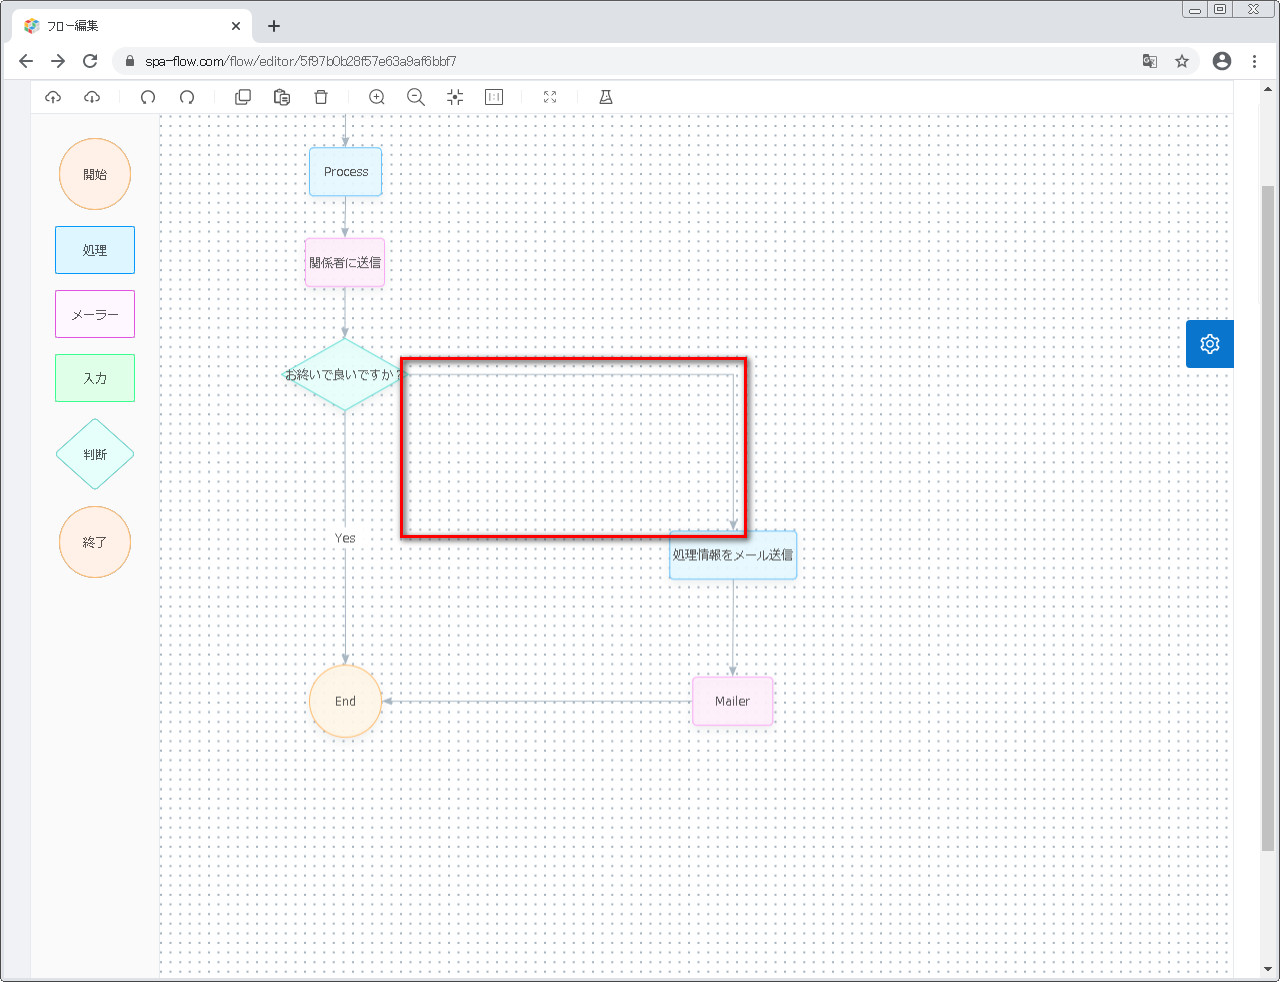 フロー編集
spa-flow.com/flow/editor/5f97b0b28f57e63a9af6bbf7
開始
処理
メーラー
入力
判断
終了
Process
関係者に送信
お終いで良いですか?
Yes
処理情報をメール送信
End
Mailer